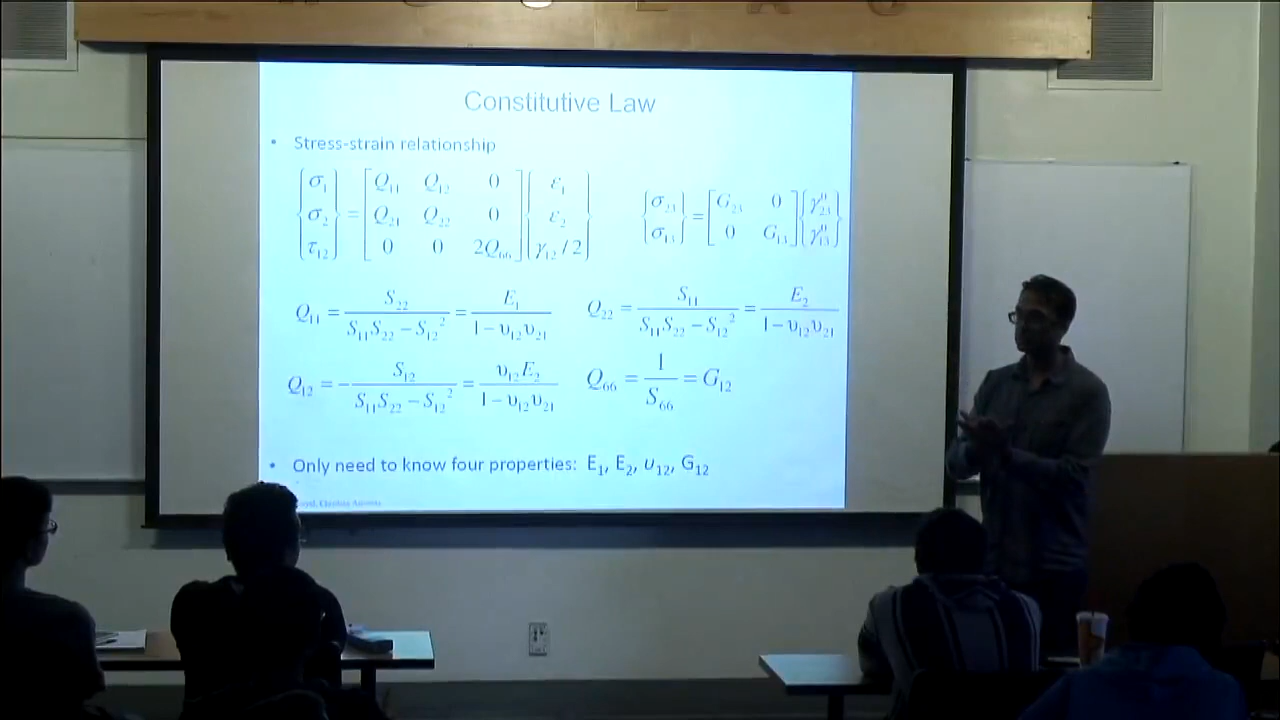 Constitutive Law
• Stress-strain relationship
{σ₁ σ₂ τ₁₂} = [Q₁₁ Q₁₂ 0; Q₂₁ Q₂₂ 0; 0 0 2Q₆₆] {ε₁ ε₂ γ₁₂/2}
{σ₂₃ σ₁₃} = [G₂₃ 0; 0 G₁₃] {γ⁰₂₃ γ⁰₁₃}
Q₁₁ = S₂₂ / (S₁₁S₂₂ − S₁₂²) = E₁ / (1 − υ₁₂υ₂₁)
Q₂₂ = S₁₁ / (S₁₁S₂₂ − S₁₂²) = E₂ / (1 − υ₁₂υ₂₁)
Q₁₂ = − S₁₂ / (S₁₁S₂₂ − S₁₂²) = υ₁₂E₂ / (1 − υ₁₂υ₂₁)
Q₆₆ = 1 / S₆₆ = G₁₂
• Only need to know four properties: E₁, E₂, υ₁₂, G₁₂